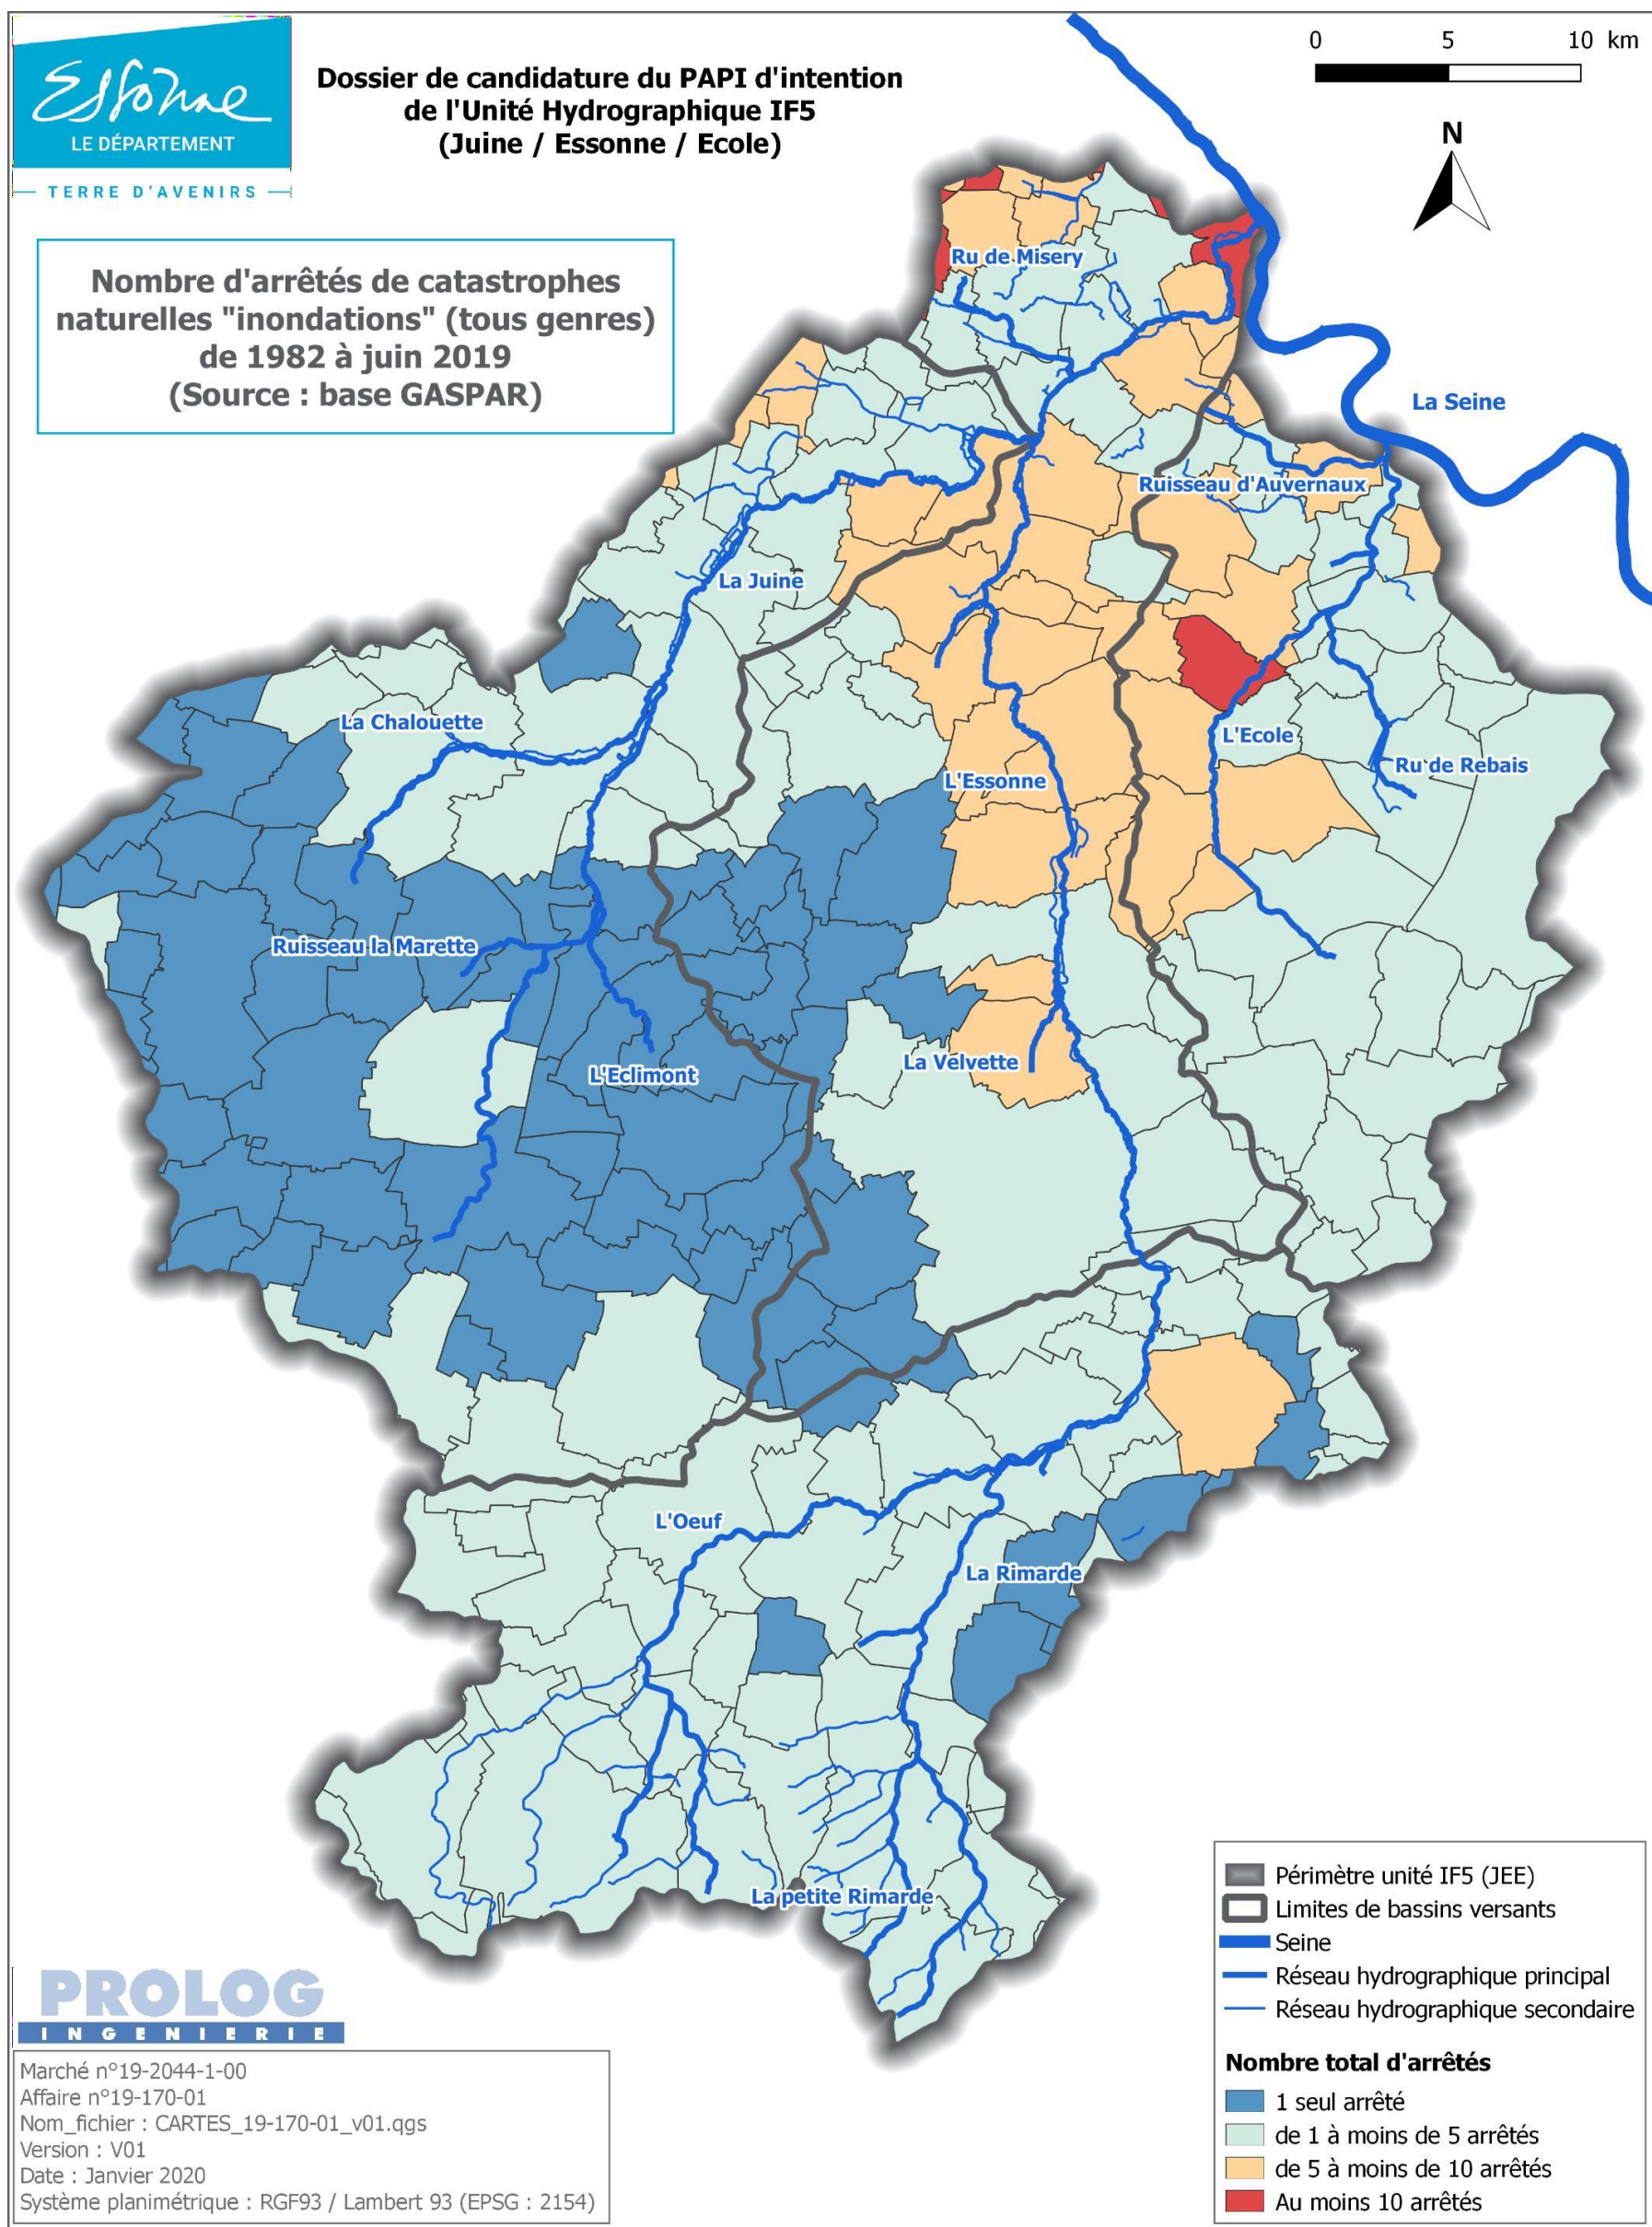 Essonne
LE DÉPARTEMENT
TERRE D'AVENIRS
Dossier de candidature du PAPI d'intention
de l'Unité Hydrographique IF5
(Juine / Essonne / Ecole)
0 5 10 km
N
Nombre d'arrêtés de catastrophes
naturelles "inondations" (tous genres)
de 1982 à juin 2019
(Source : base GASPAR)
Ru de Misery
La Seine
Ruisseau d'Auvernaux
La Juine
La Chalouette
L'Ecole
Ru de Rebais
L'Essonne
Ruisseau la Marette
La Velvette
L'Eclimont
L'Oeuf
La Rimarde
La petite Rimarde
Périmètre unité IF5 (JEE)
Limites de bassins versants
Seine
Réseau hydrographique principal
Réseau hydrographique secondaire
Nombre total d'arrêtés
1 seul arrêté
de 1 à moins de 5 arrêtés
de 5 à moins de 10 arrêtés
Au moins 10 arrêtés
PROLOG
INGENIERIE
Marché n°19-2044-1-00
Affaire n°19-170-01
Nom_fichier : CARTES_19-170-01_v01.qgs
Version : V01
Date : Janvier 2020
Système planimétrique : RGF93 / Lambert 93 (EPSG : 2154)